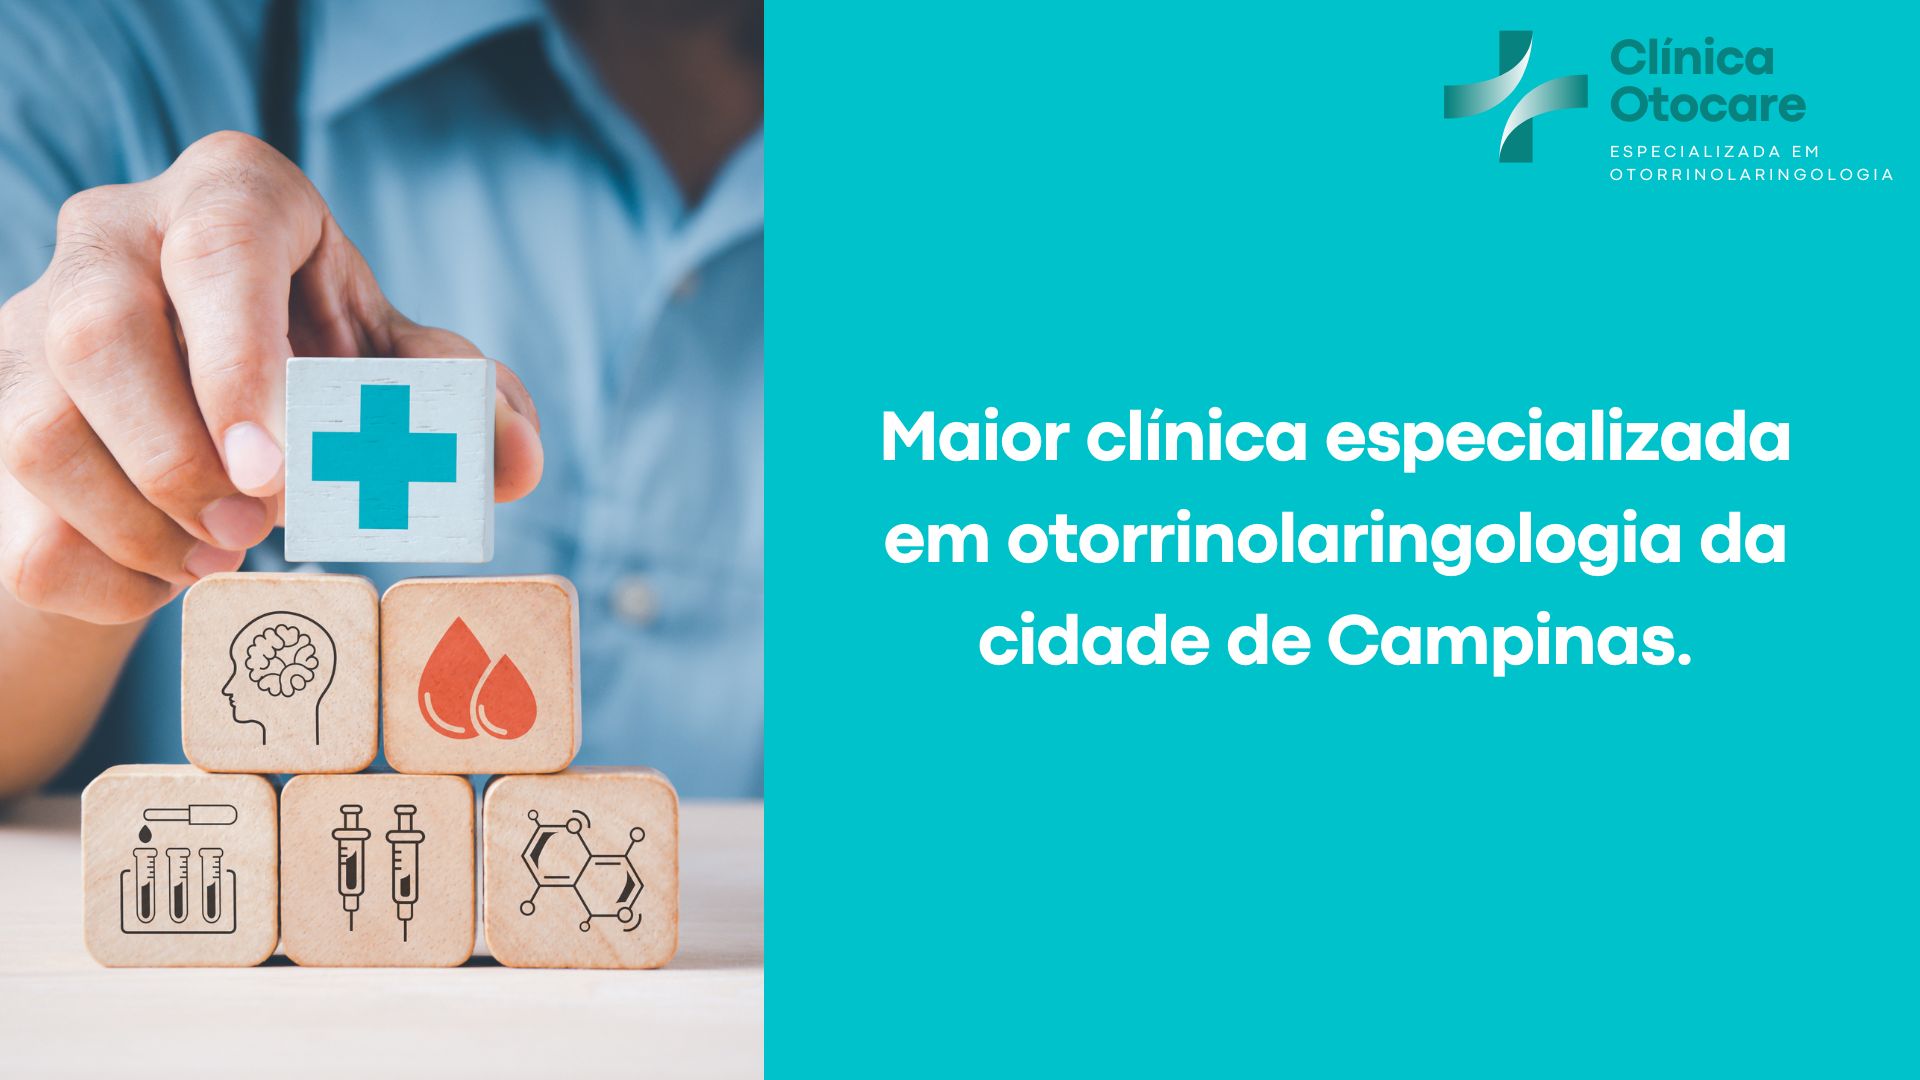 Clínica
Otocare
ESPECIALIZADA EM
OTORRINOLARINGOLOGIA
Maior clínica especializada
em otorrinolaringologia da
cidade de Campinas.